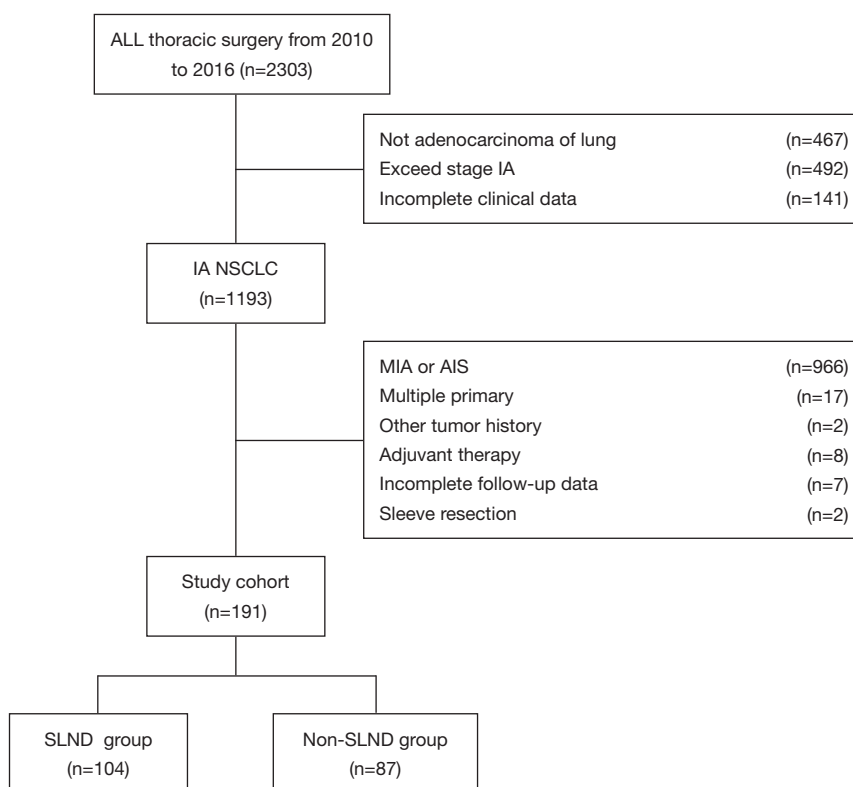 ALL thoracic surgery from 2010
to 2016 (n=2303)
Not adenocarcinoma of lung (n=467)
Exceed stage IA (n=492)
Incomplete clinical data (n=141)
IA NSCLC
(n=1193)
MIA or AIS (n=966)
Multiple primary (n=17)
Other tumor history (n=2)
Adjuvant therapy (n=8)
Incomplete follow-up data (n=7)
Sleeve resection (n=2)
Study cohort
(n=191)
SLND group
(n=104)
Non-SLND group
(n=87)